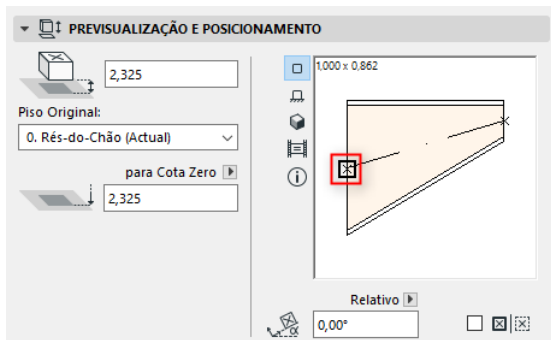 PREVISUALIZAÇÃO E POSICIONAMENTO
2,325
Piso Original:
0. Rés-do-Chão (Actual)
para Cota Zero
2,325
1,000 x 0,862
Relativo
0,00°